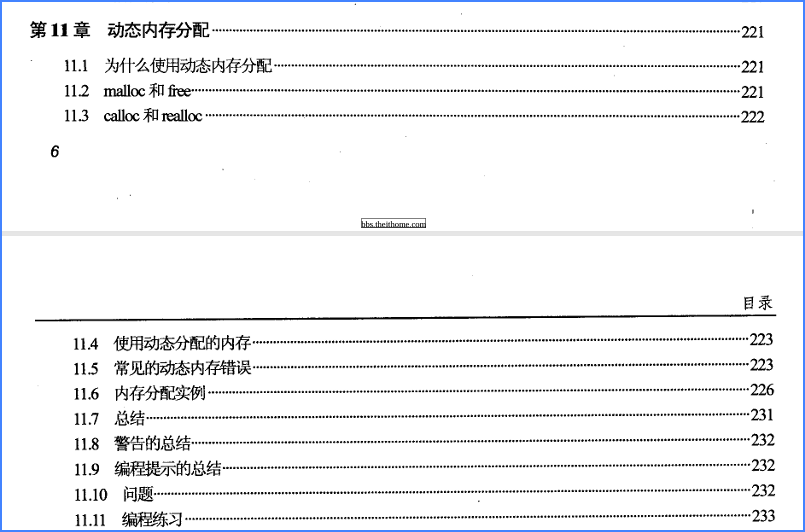 第 11 章 动态内存分配 221
11.1 为什么使用动态内存分配 221
11.2 malloc 和 free 221
11.3 calloc 和 realloc 222
6
bbs.theithome.com
目录
11.4 使用动态分配的内存 223
11.5 常见的动态内存错误 223
11.6 内存分配实例 226
11.7 总结 231
11.8 警告的总结 232
11.9 编程提示的总结 232
11.10 问题 232
11.11 编程练习 233